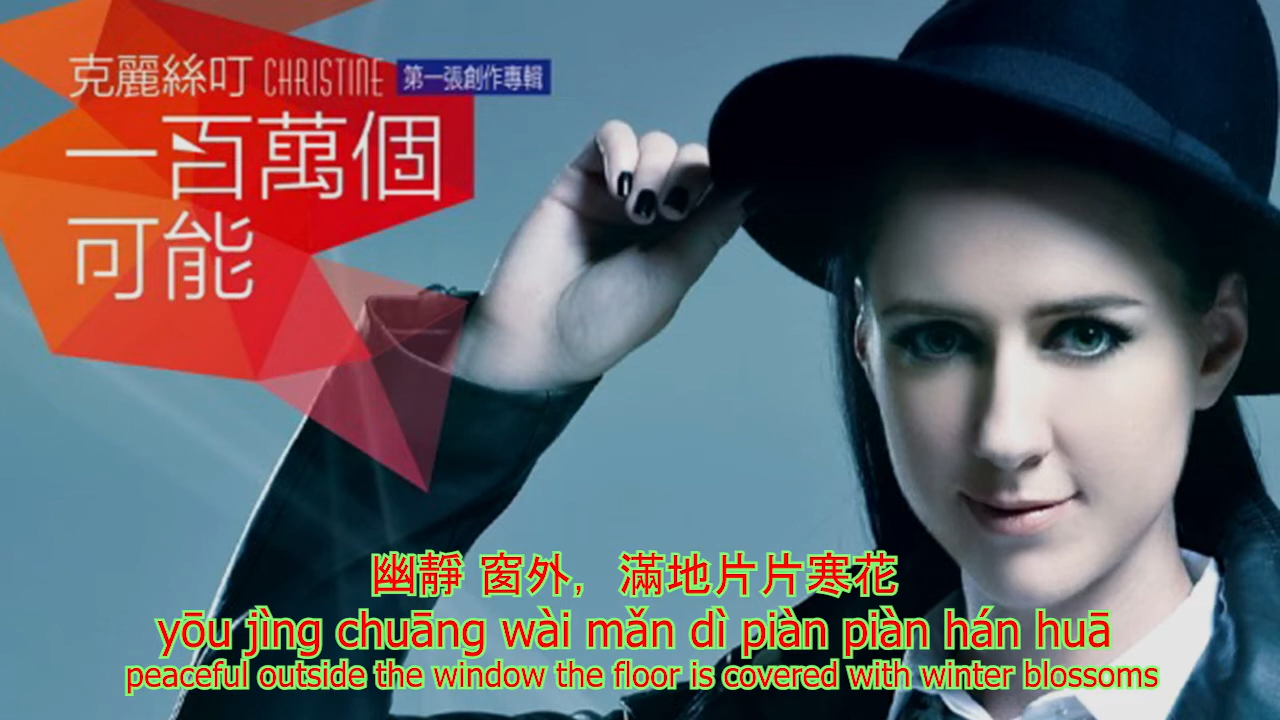 克麗絲叮 CHRISTINE 第一張創作專輯
一百萬個
可能
幽靜 窗外，滿地片片寒花
yōu jìng chuāng wài mǎn dì piàn piàn hán huā
peaceful outside the window the floor is covered with winter blossoms